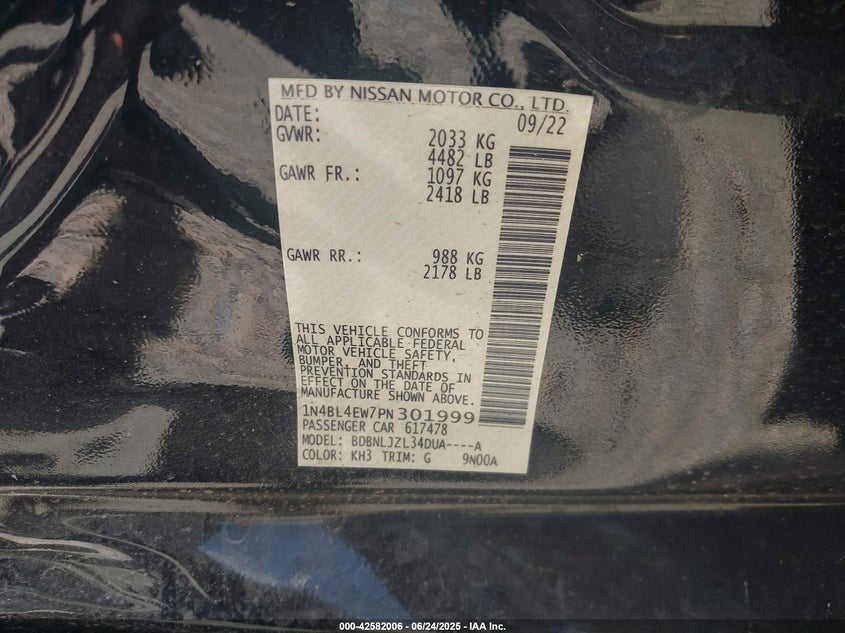 MFD BY NISSAN MOTOR CO., LTD.
DATE: 09/22
GVWR: 2033 KG
4482 LB
GAWR FR.: 1097 KG
2418 LB
GAWR RR.: 988 KG
2178 LB
THIS VEHICLE CONFORMS TO
ALL APPLICABLE FEDERAL
MOTOR VEHICLE SAFETY,
BUMPER, AND THEFT
PREVENTION STANDARDS IN
EFFECT ON THE DATE OF
MANUFACTURE SHOWN ABOVE.
1N4BL4EW7PN301999
PASSENGER CAR 617478
MODEL: BDBNLJZL34DUA----A
COLOR: KH3 TRIM: G 9N00A
000-42582006 - 06/24/2025 - IAA Inc.